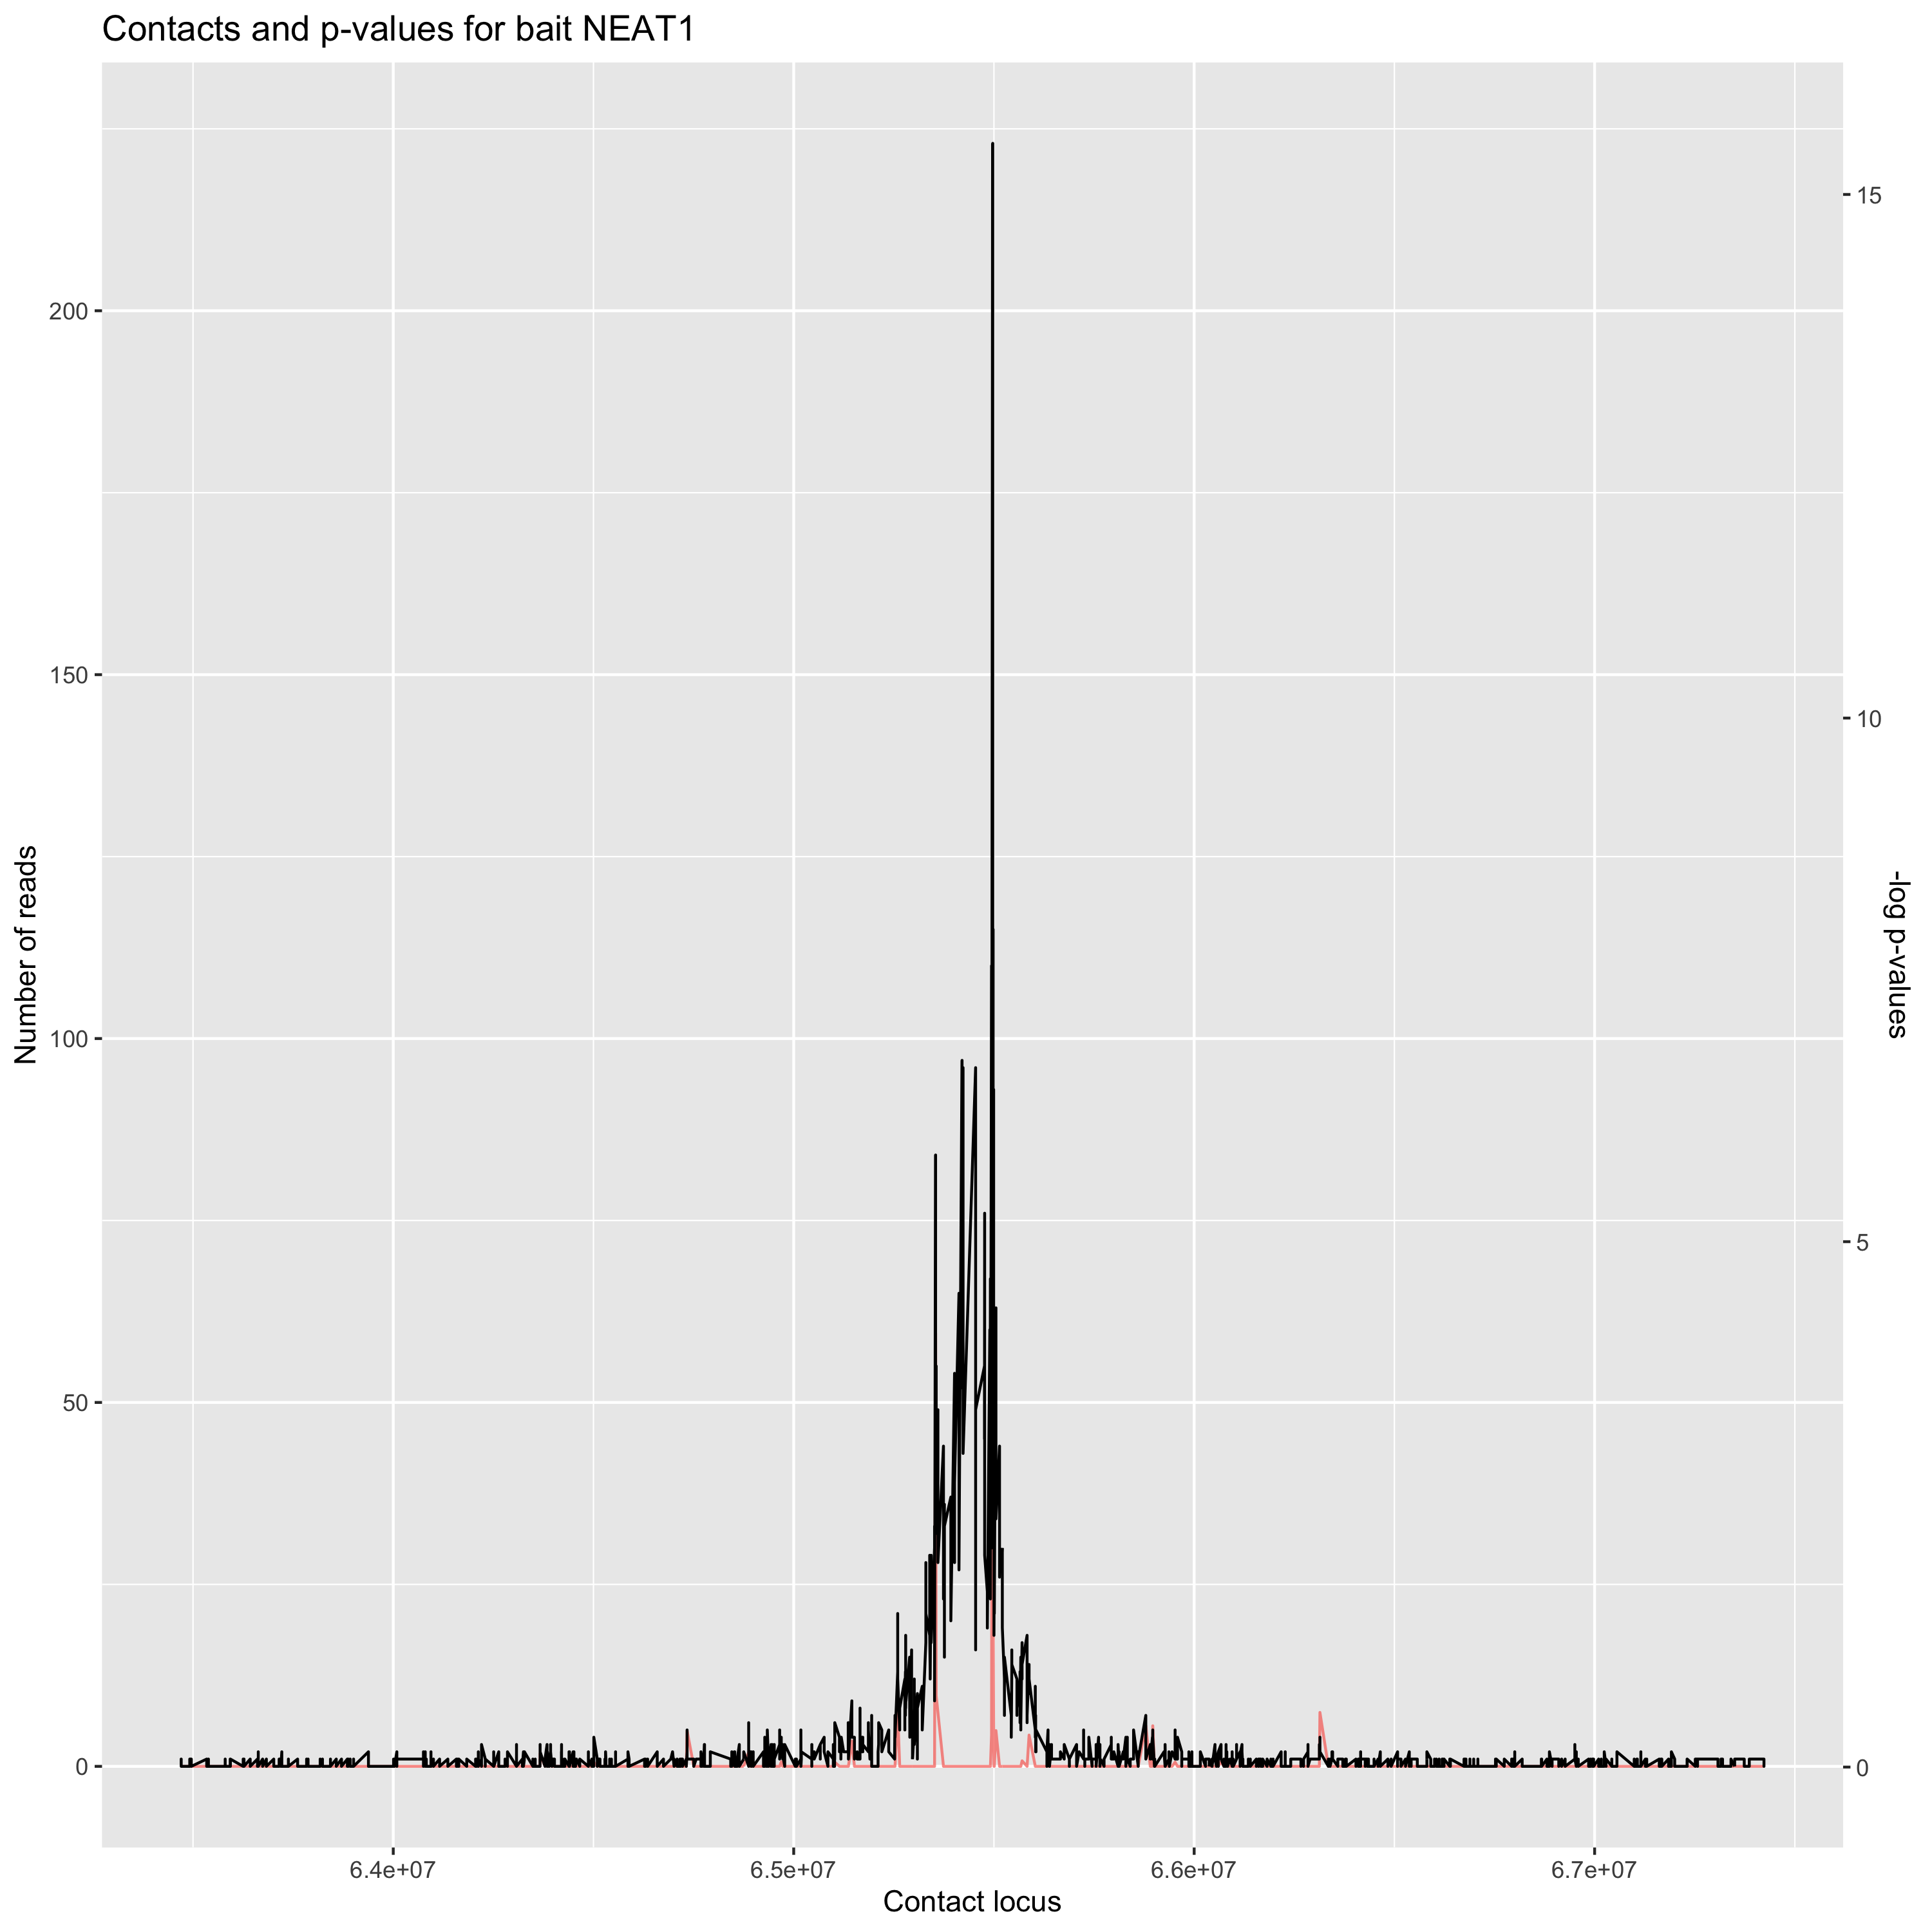 Contacts and p-values for bait NEAT1
Number of reads
200
150
100
50
0
15
10
5
0
-log p-values
6.4e+07 6.5e+07 6.6e+07 6.7e+07
Contact locus